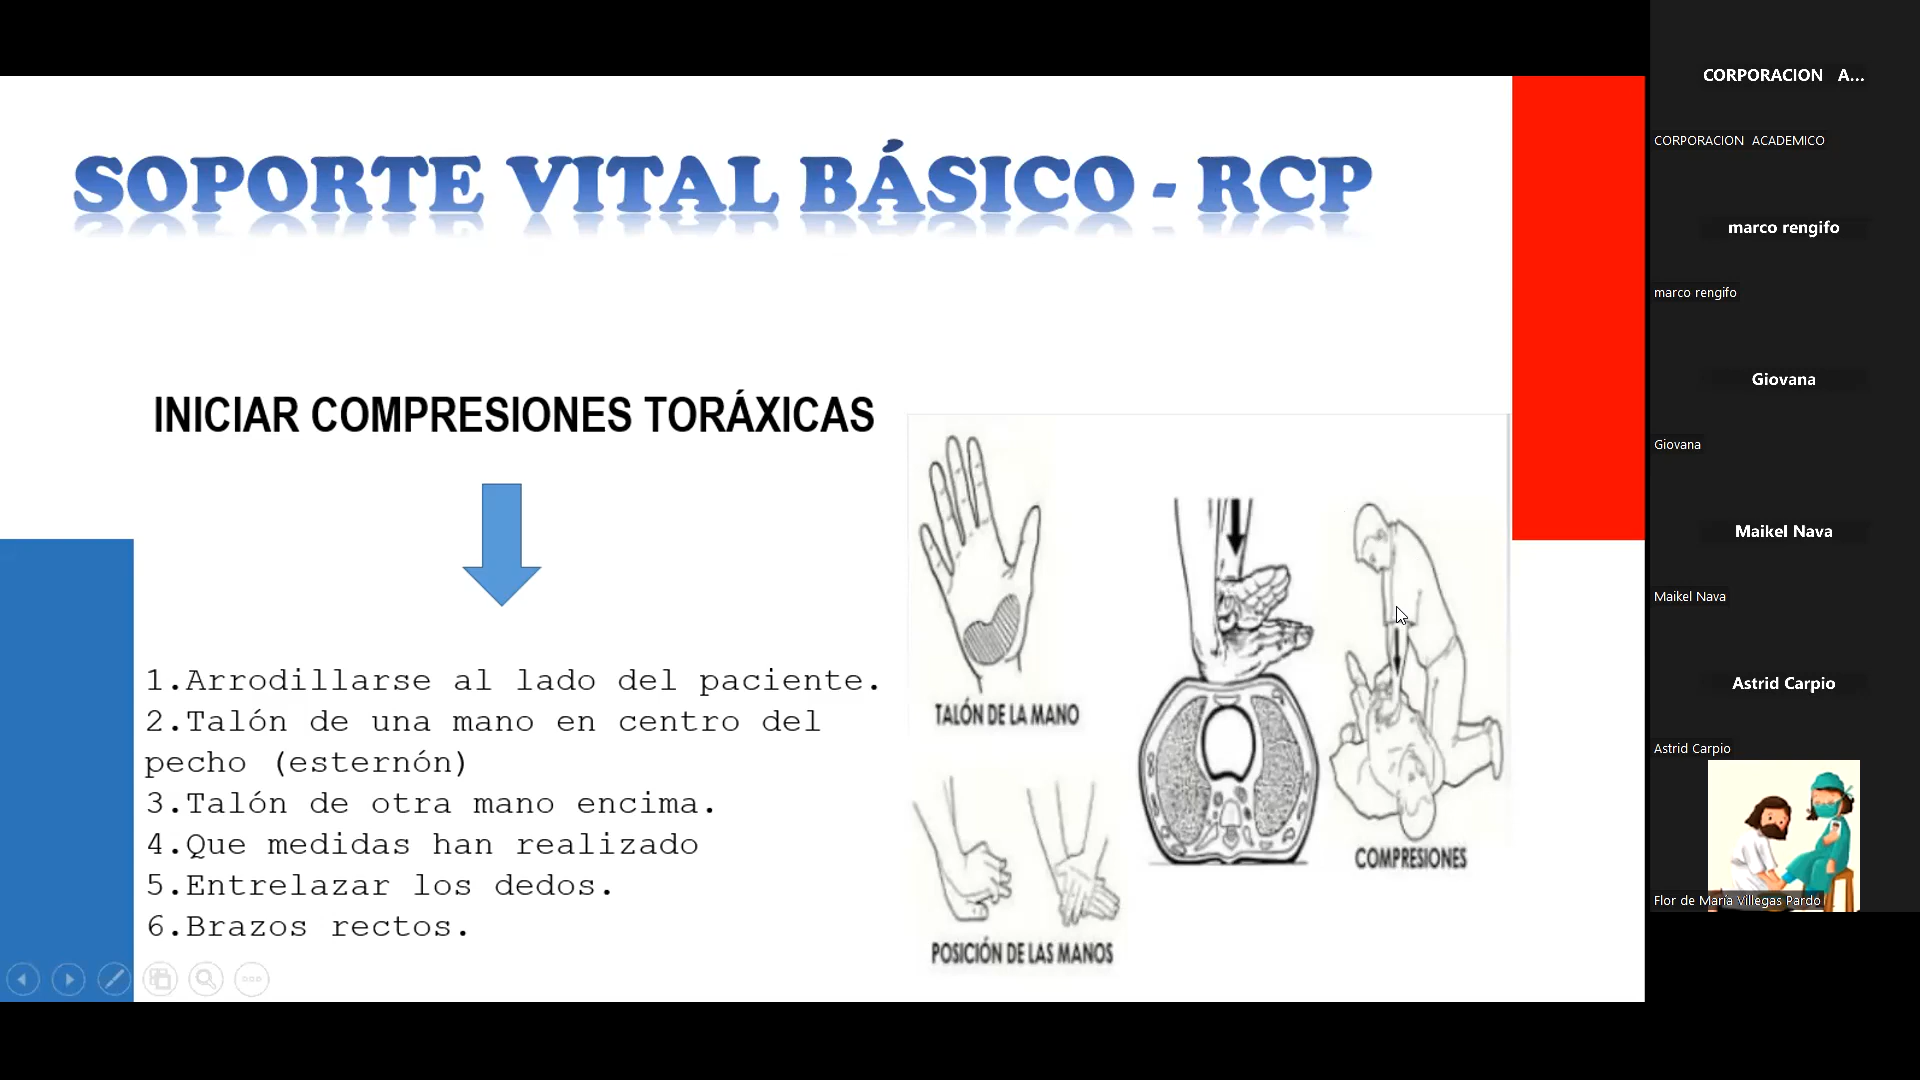 SOPORTE VITAL BÁSICO - RCP
INICIAR COMPRESIONES TORÁXICAS
1.Arrodillarse al lado del paciente.
2.Talón de una mano en centro del
pecho (esternón)
3.Talón de otra mano encima.
4.Que medidas han realizado
5.Entrelazar los dedos.
6.Brazos rectos.
TALÓN DE LA MANO
POSICIÓN DE LAS MANOS
COMPRESIONES
CORPORACION A...
CORPORACION ACADEMICO
marco rengifo
marco rengifo
Giovana
Giovana
Maikel Nava
Maikel Nava
Astrid Carpio
Astrid Carpio
Flor de María Villegas Pardo